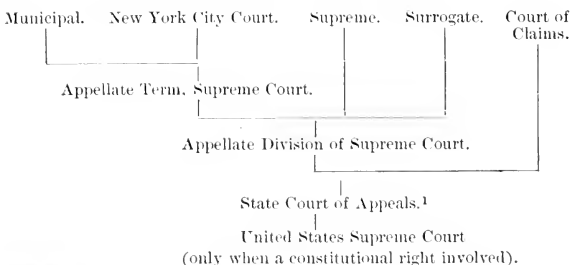 Municipal. New York City Court. Supreme. Surrogate. Court of
Claims.
Appellate Term, Supreme Court.
Appellate Division of Supreme Court.
State Court of Appeals.¹
United States Supreme Court
(only when a constitutional right involved).